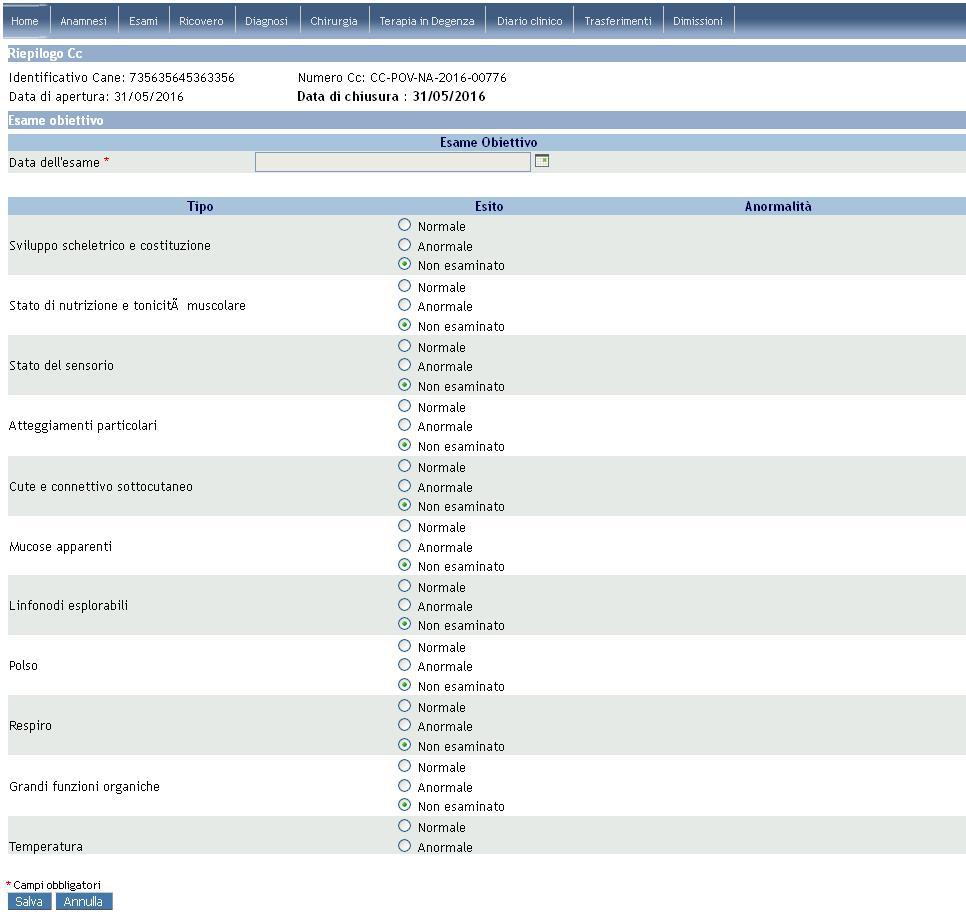 Home Anamnesi Esami Ricovero Diagnosi Chirurgia Terapia in Degenza Diario clinico Trasferimenti Dimissioni
Riepilogo Cc
Identificativo Cane: 735635645363356 Numero Cc: CC-POV-NA-2016-00776
Data di apertura: 31/05/2016 Data di chiusura : 31/05/2016
Esame obiettivo
Esame Obiettivo
Data dell'esame *
Tipo Esito Anormalità
Normale
Sviluppo scheletrico e costituzione Anormale
Non esaminato
Normale
Stato di nutrizione e tonicitÃ muscolare Anormale
Non esaminato
Normale
Stato del sensorio Anormale
Non esaminato
Normale
Atteggiamenti particolari Anormale
Non esaminato
Normale
Cute e connettivo sottocutaneo Anormale
Non esaminato
Normale
Mucose apparenti Anormale
Non esaminato
Normale
Linfonodi esplorabili Anormale
Non esaminato
Normale
Polso Anormale
Non esaminato
Normale
Respiro Anormale
Non esaminato
Normale
Grandi funzioni organiche Anormale
Non esaminato
Normale
Temperatura Anormale
* Campi obbligatori
Salva Annulla